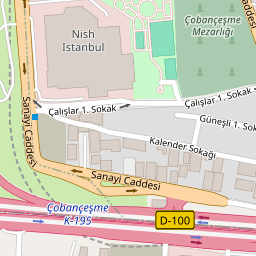 Nish
Istanbul
Çobançeşme
Mezarlığı
Çalışlar 1. Sokak
Çalışlar 1. Sokak
Güneşli 1. So
Sanayi Caddesi
Kalender Sokağı
Sanayi Caddesi
Çobançeşme
K-195
D-100